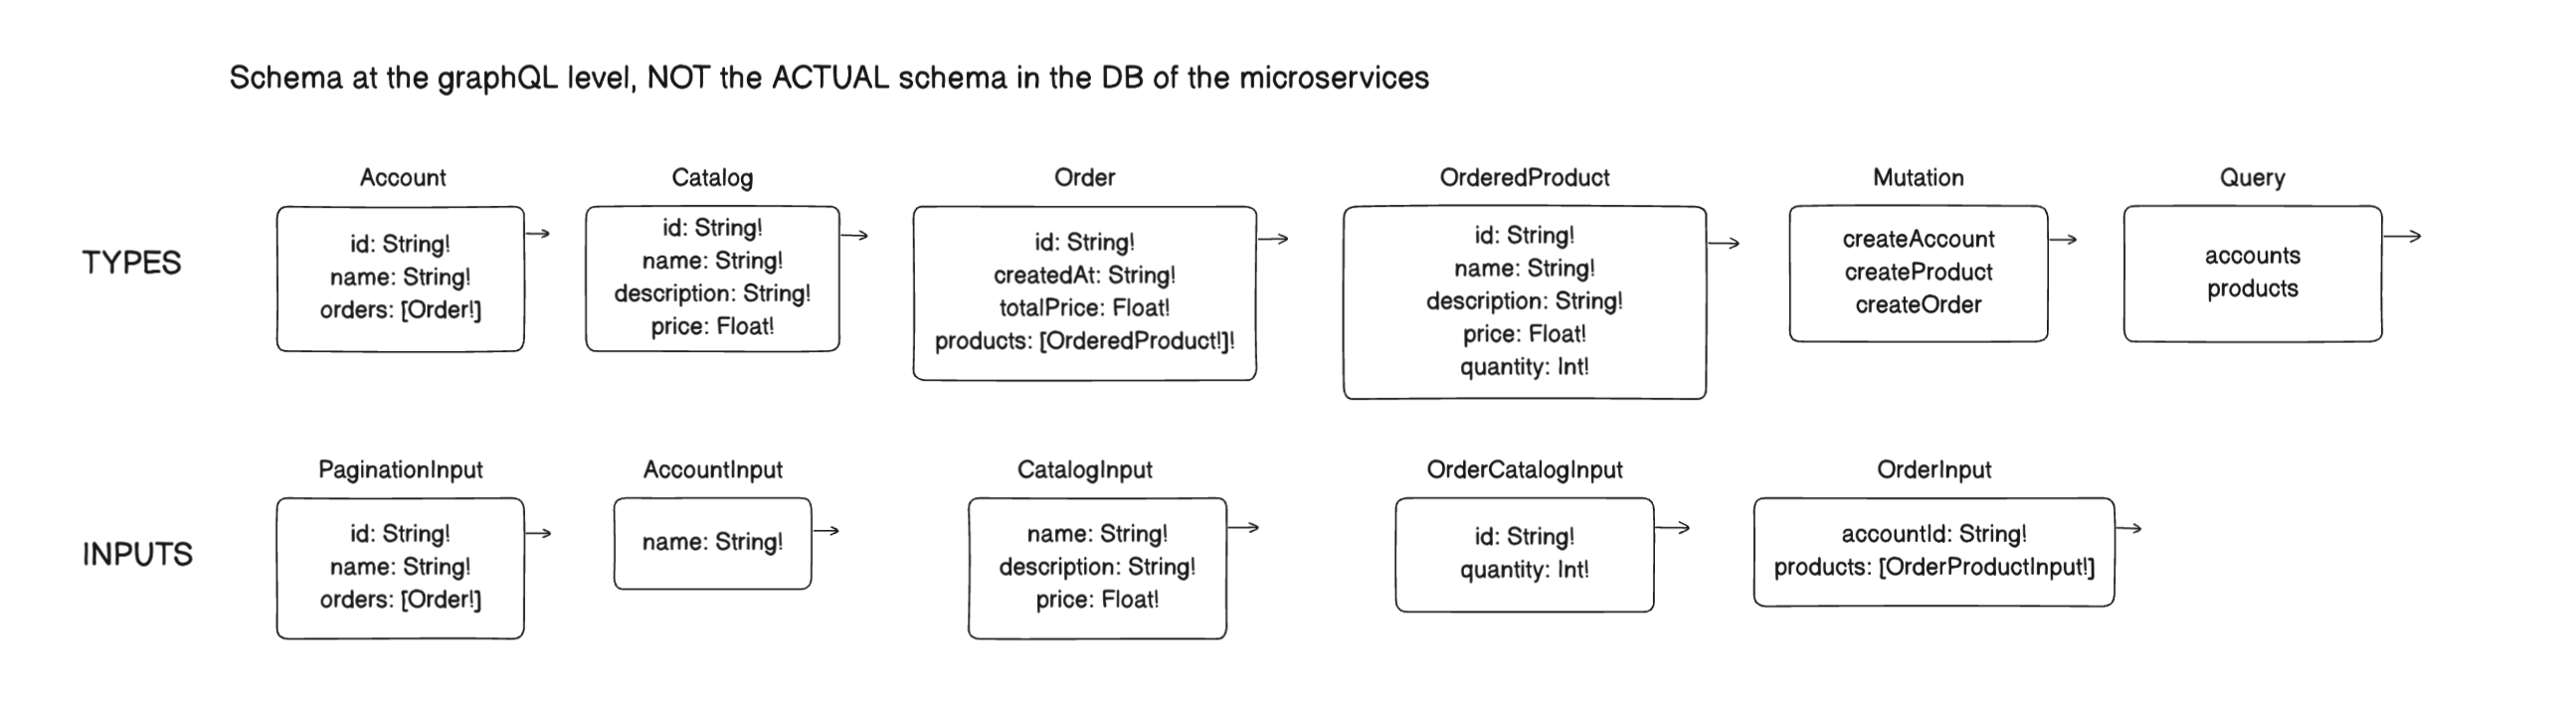 Schema at the graphQL level, NOT the ACTUAL schema in the DB of the microservices
TYPES
Account
id: String!
name: String!
orders: [Order!]
Catalog
id: String!
name: String!
description: String!
price: Float!
Order
id: String!
createdAt: String!
totalPrice: Float!
products: [OrderedProduct!]!
OrderedProduct
id: String!
name: String!
description: String!
price: Float!
quantity: Int!
Mutation
createAccount
createProduct
createOrder
Query
accounts
products
INPUTS
PaginationInput
id: String!
name: String!
orders: [Order!]
AccountInput
name: String!
CatalogInput
name: String!
description: String!
price: Float!
OrderCatalogInput
id: String!
quantity: Int!
OrderInput
accountId: String!
products: [OrderProductInput!]